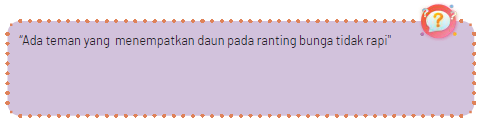 "Ada teman yang menempatkan daun pada ranting bunga tidak rapi"
?